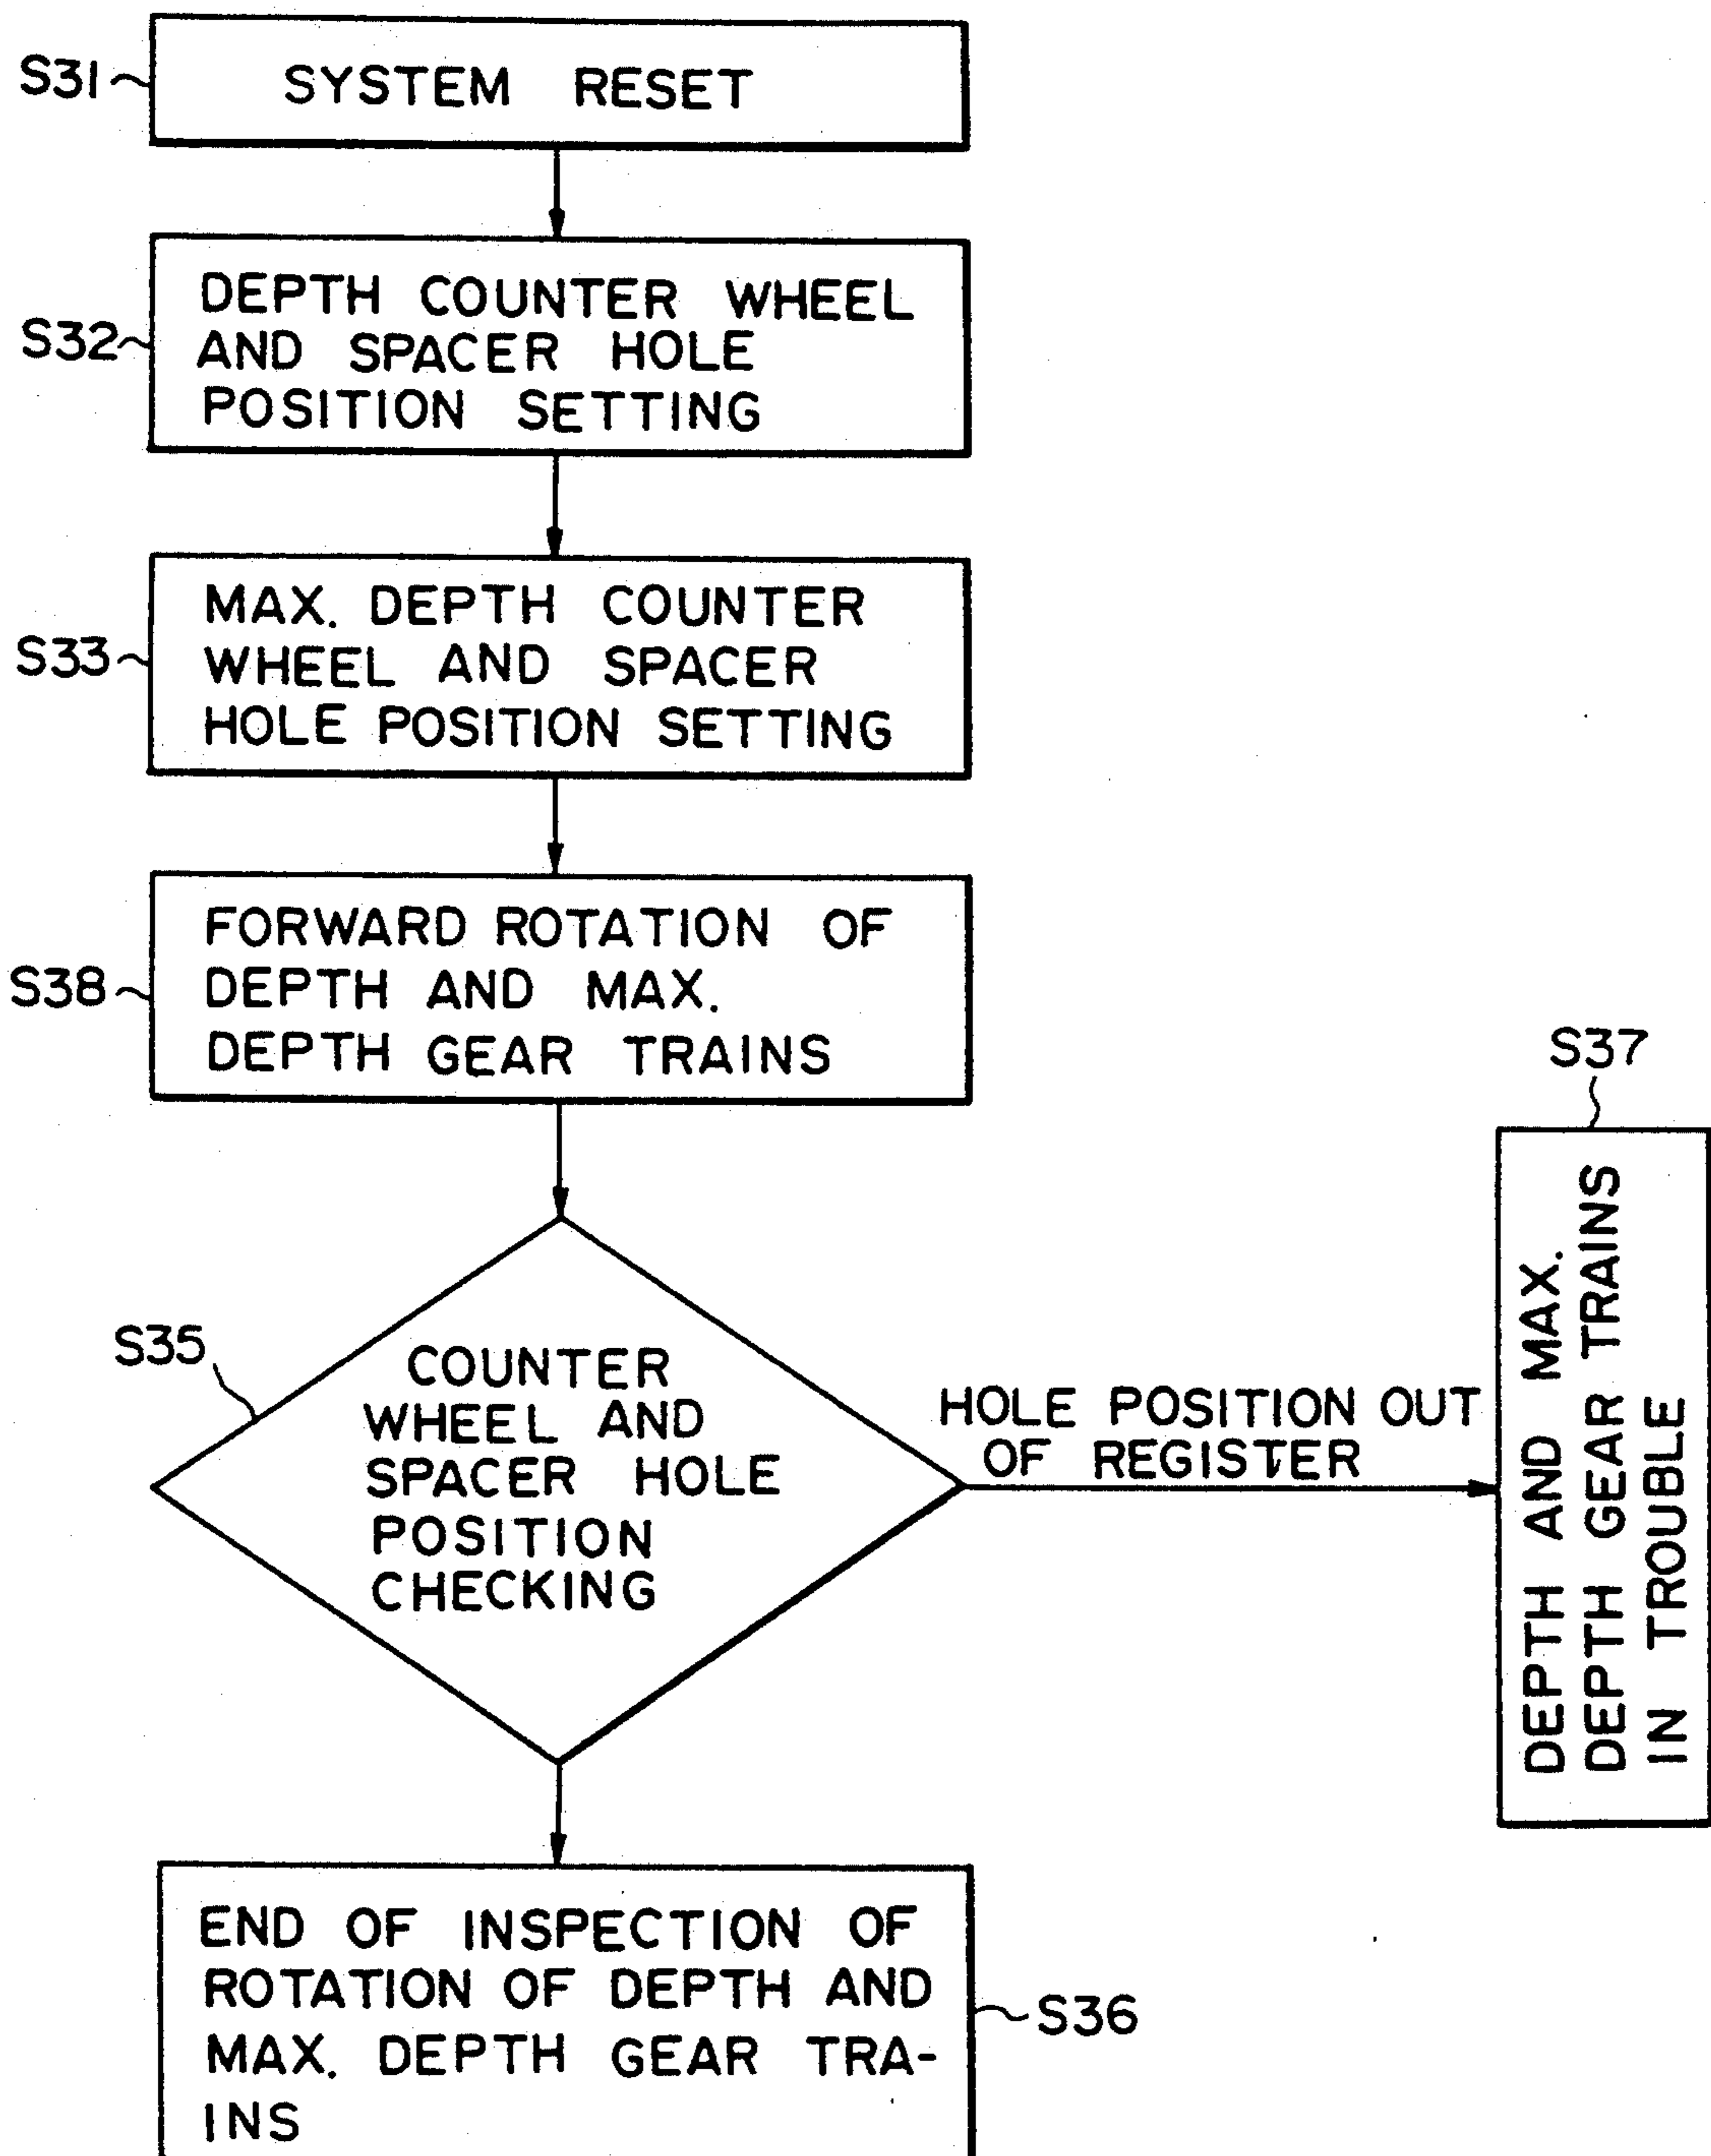 S31
SYSTEM RESET
S32
DEPTH COUNTER WHEEL
AND SPACER HOLE
POSITION SETTING
S33
MAX. DEPTH COUNTER
WHEEL AND SPACER
HOLE POSITION SETTING
S38
FORWARD ROTATION OF
DEPTH AND MAX.
DEPTH GEAR TRAINS
S35
COUNTER
WHEEL AND
SPACER HOLE
POSITION
CHECKING
HOLE POSITION OUT
OF REGISTER
S37
DEPTH AND MAX.
DEPTH GEAR TRAINS
IN TROUBLE
END OF INSPECTION OF
ROTATION OF DEPTH AND
MAX. DEPTH GEAR TRA-
INS
S36